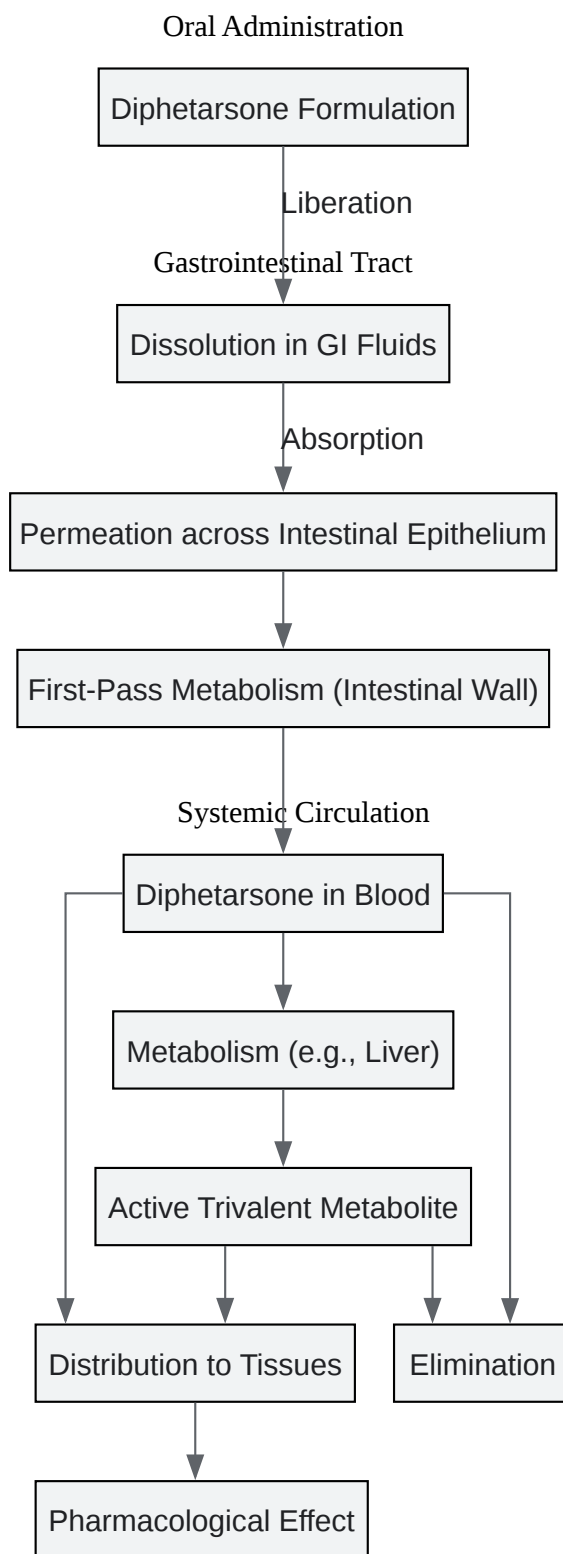 Oral Administration
Diphetarsone Formulation
Liberation
Gastrointestinal Tract
Dissolution in GI Fluids
Absorption
Permeation across Intestinal Epithelium
First-Pass Metabolism (Intestinal Wall)
Systemic Circulation
Diphetarsone in Blood
Metabolism (e.g., Liver)
Active Trivalent Metabolite
Distribution to Tissues
Elimination
Pharmacological Effect